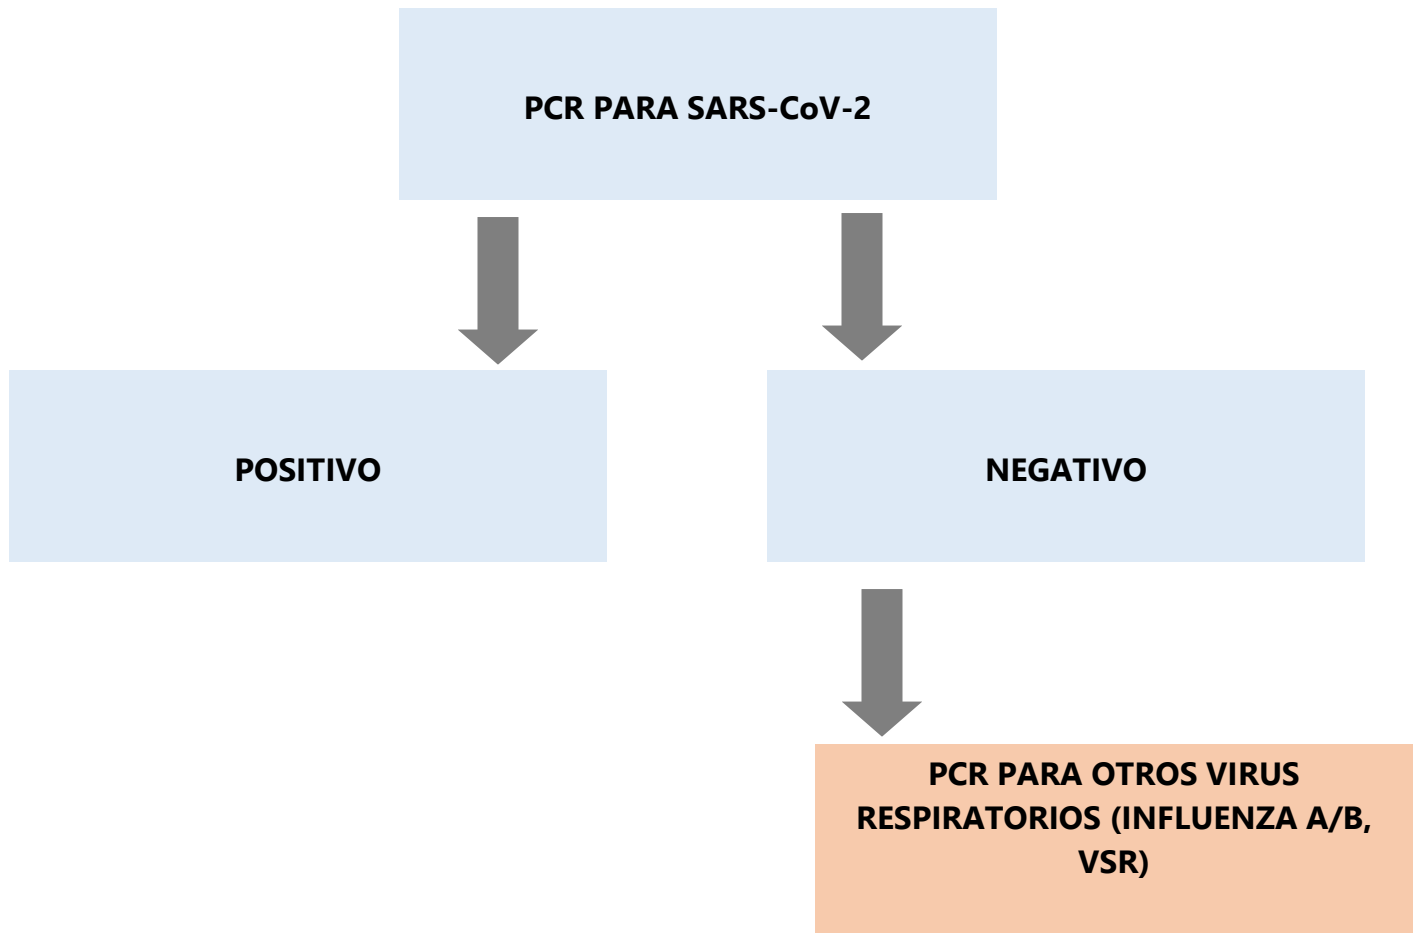 PCR PARA SARS-CoV-2
POSITIVO
NEGATIVO
PCR PARA OTROS VIRUS
RESPIRATORIOS (INFLUENZA A/B,
VSR)